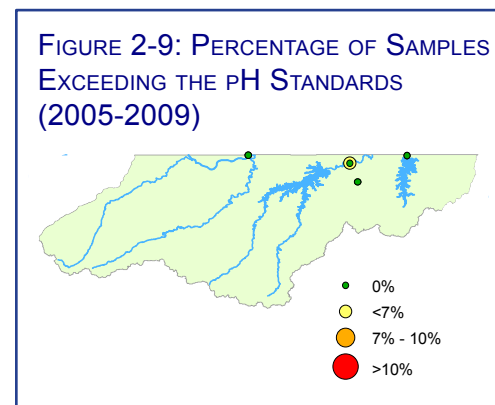 FIGURE 2-9: PERCENTAGE OF SAMPLES
EXCEEDING THE PH STANDARDS
(2005-2009)
0%
<7%
7% - 10%
>10%